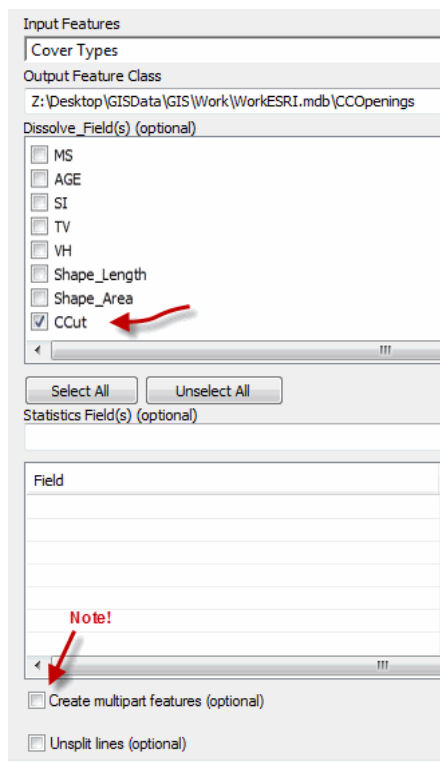 Input Features
Cover Types
Output Feature Class
Z:\Desktop\GISData\GIS\Work\WorkESRI.mdb\CCOpenings
Dissolve_Field(s) (optional)
MS
AGE
SI
TV
VH
Shape_Length
Shape_Area
CCut
Select All Unselect All
Statistics Field(s) (optional)
Field
Note!
Create multipart features (optional)
Unsplit lines (optional)